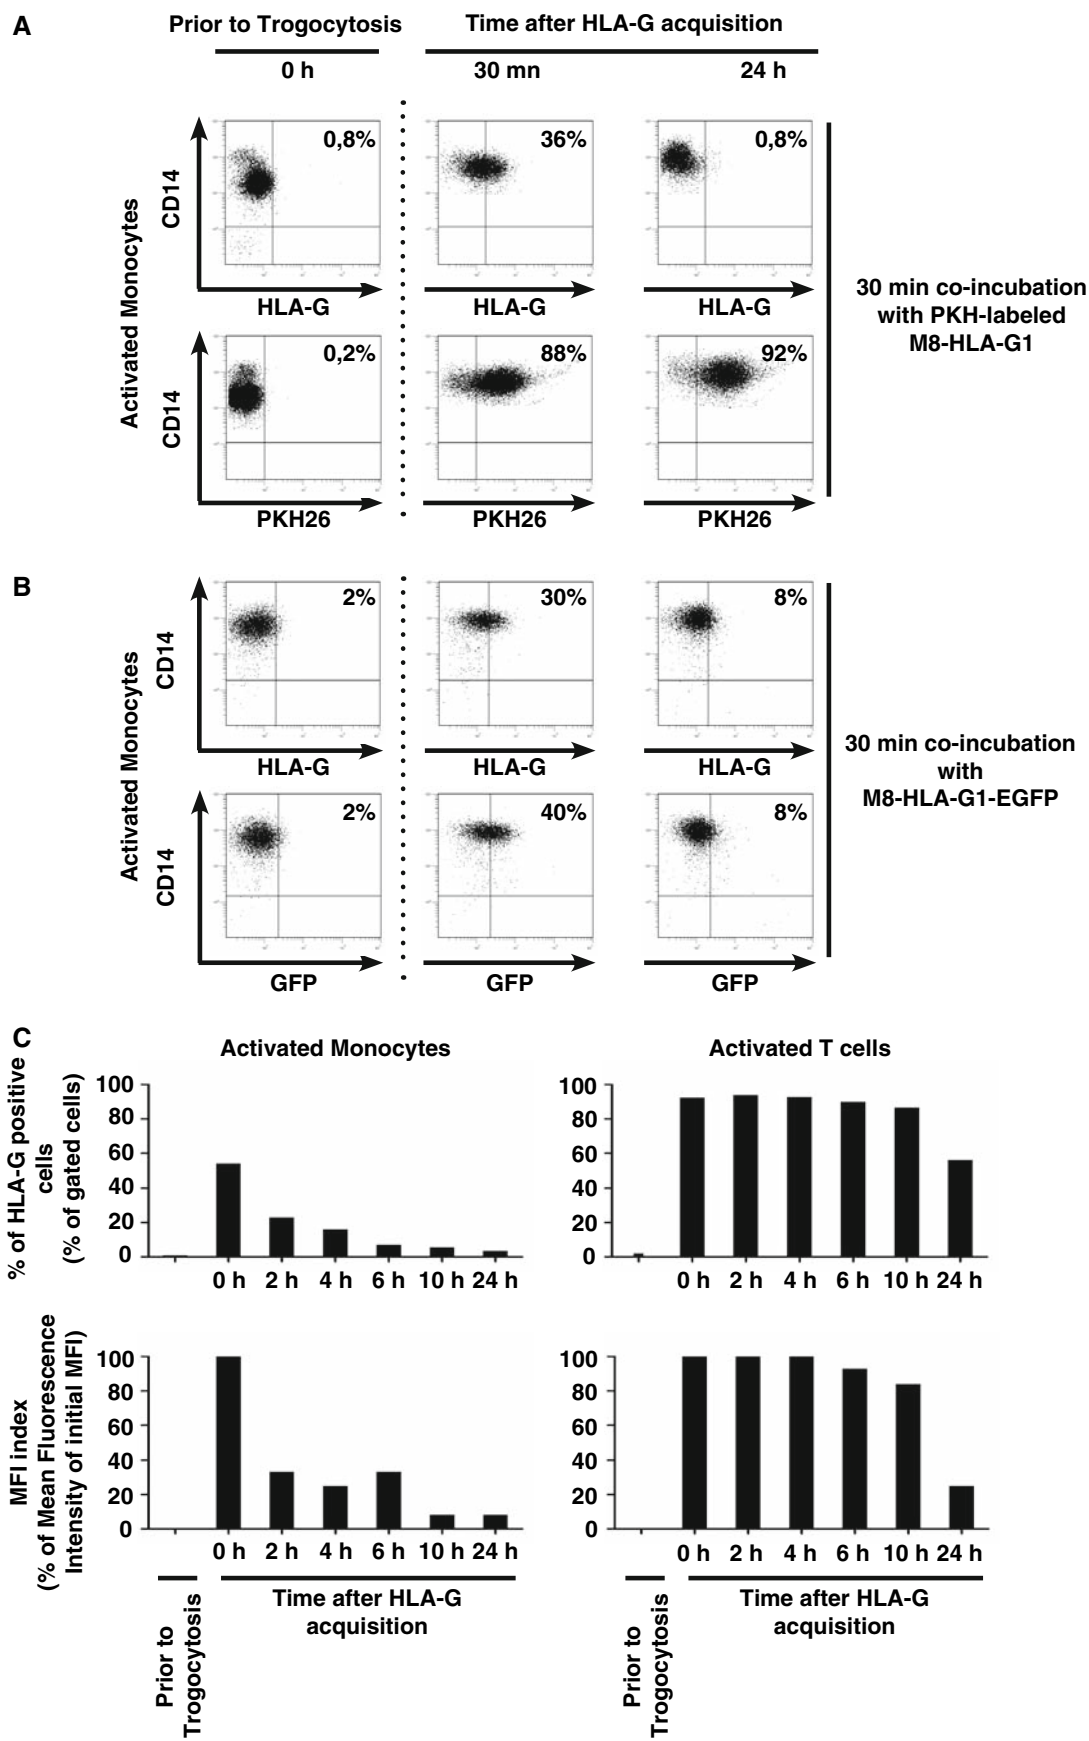 A
Prior to Trogocytosis
Time after HLA-G acquisition
0 h
30 mn
24 h
Activated Monocytes
CD14
0,8%
36%
0,8%
HLA-G
HLA-G
HLA-G
CD14
0,2%
88%
92%
PKH26
PKH26
PKH26
30 min co-incubation
with PKH-labeled
M8-HLA-G1
B
Activated Monocytes
CD14
2%
30%
8%
HLA-G
HLA-G
HLA-G
CD14
2%
40%
8%
GFP
GFP
GFP
30 min co-incubation
with
M8-HLA-G1-EGFP
C
Activated Monocytes
Activated T cells
% of HLA-G positive
cells
(% of gated cells)
100
80
60
40
20
0
0 h 2 h 4 h 6 h 10 h 24 h
100
80
60
40
20
0
0 h 2 h 4 h 6 h 10 h 24 h
MFI index
(% of Mean Fluorescence
Intensity of initial MFI)
100
80
60
40
20
0
0 h 2 h 4 h 6 h 10 h 24 h
100
80
60
40
20
0
0 h 2 h 4 h 6 h 10 h 24 h
Prior to
Trogocytosis
Time after HLA-G
acquisition
Prior to
Trogocytosis
Time after HLA-G
acquisition